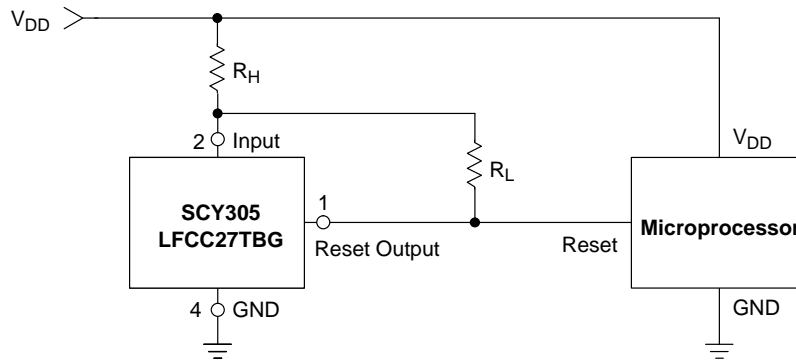 VDD
RH
2 Input
VDD
RL
SCY305
LFCC27TBG
1
Reset Output
Reset
Microprocessor
4 GND
GND